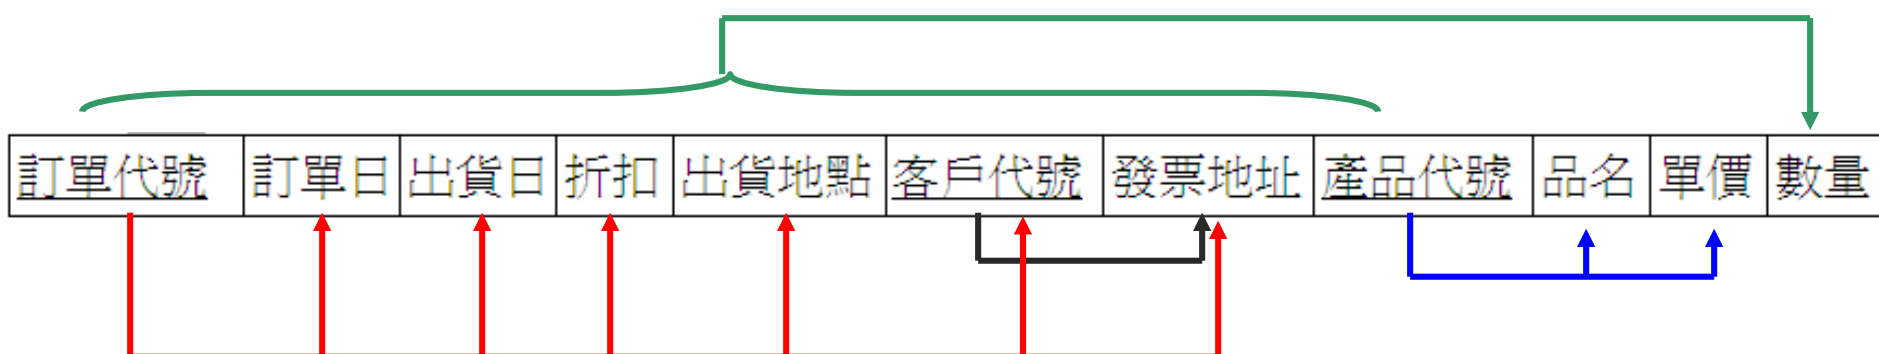 訂單代號 訂單日 出貨日 折扣 出貨地點 客戶代號 發票地址 產品代號 品名 單價 數量